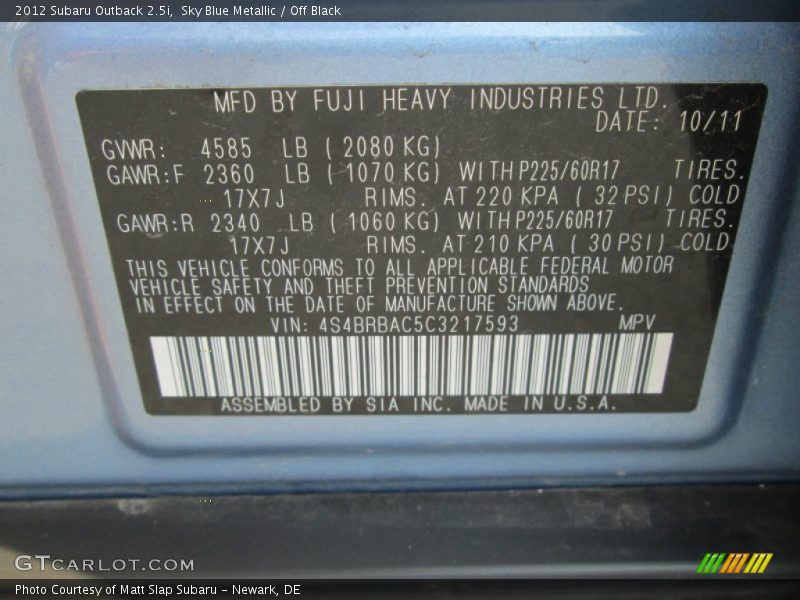 2012 Subaru Outback 2.5i, Sky Blue Metallic / Off Black
MFD BY FUJI HEAVY INDUSTRIES LTD.
DATE: 10/11
GVWR: 4585 LB ( 2080 KG)
GAWR:F 2360 LB ( 1070 KG) WITH P225/60R17 TIRES.
17X7J RIMS. AT 220 KPA ( 32 PSI) COLD
GAWR:R 2340 LB ( 1060 KG) WITH P225/60R17 TIRES.
17X7J RIMS. AT 210 KPA ( 30 PSI) COLD
THIS VEHICLE CONFORMS TO ALL APPLICABLE FEDERAL MOTOR
VEHICLE SAFETY AND THEFT PREVENTION STANDARDS
IN EFFECT ON THE DATE OF MANUFACTURE SHOWN ABOVE.
VIN: 4S4BRBAC5C3217593 MPV
ASSEMBLED BY SIA INC. MADE IN U.S.A.
GTCARLOT.COM
Photo Courtesy of Matt Slap Subaru - Newark, DE